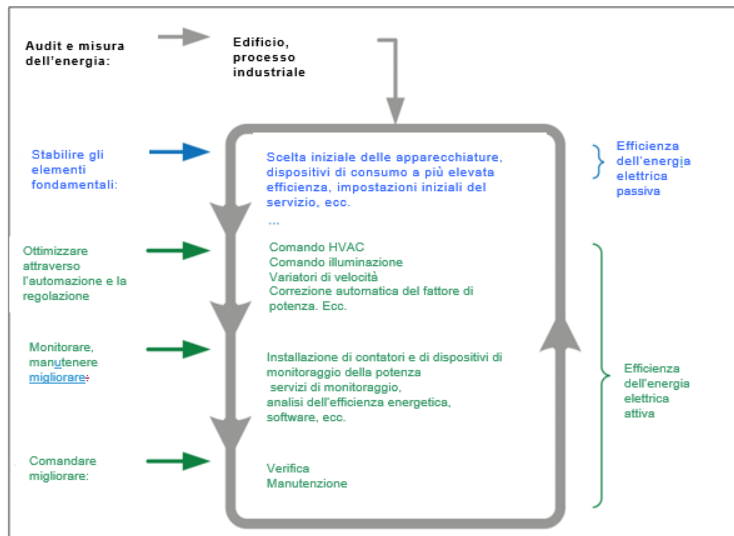 Audit e misura
dell'energia:
Edificio,
processo
industriale
Stabilire gli
elementi
fondamentali:
Scelta iniziale delle apparecchiature,
dispositivi di consumo a più elevata
efficienza, impostazioni iniziali del
servizio, ecc.
...
Efficienza
dell'energia
elettrica
passiva
Ottimizzare
attraverso
l'automazione e la
regolazione
Comando HVAC
Comando illuminazione
Variatori di velocità
Correzione automatica del fattore di
potenza. Ecc.
Monitorare,
manutenere
migliorare:
Installazione di contatori e di dispositivi di
monitoraggio della potenza
servizi di monitoraggio,
analisi dell'efficienza energetica,
software, ecc.
Efficienza
dell'energia
elettrica
attiva
Comandare
migliorare:
Verifica
Manutenzione